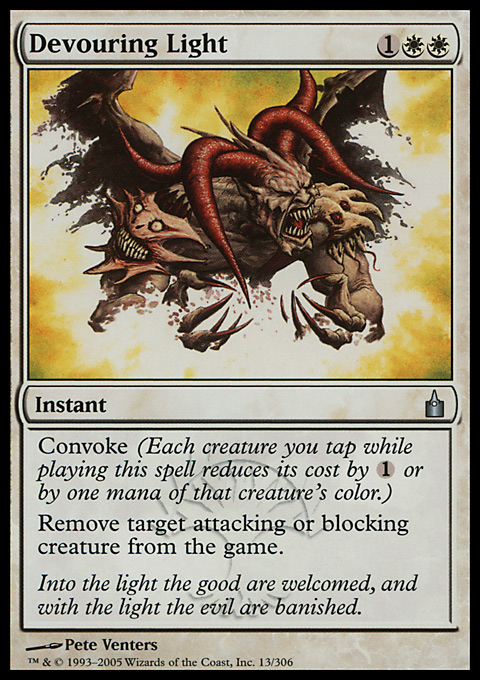 Devouring Light 1
Instant
Convoke (Each creature you tap while
playing this spell reduces its cost by 1 or
by one mana of that creature's color.)
Remove target attacking or blocking
creature from the game.
Into the light the good are welcomed, and
with the light the evil are banished.
Pete Venters
™ & © 1993–2005 Wizards of the Coast, Inc. 13/306